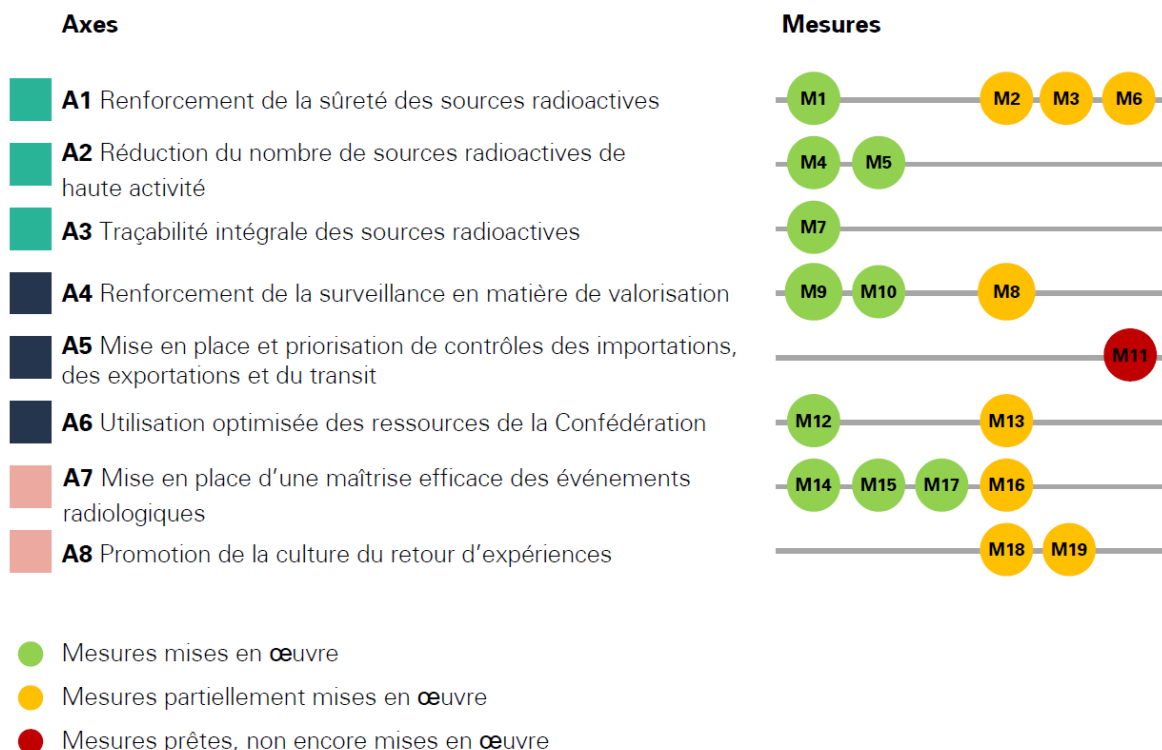 Axes Mesures
A1 Renforcement de la sûreté des sources radioactives M1 M2 M3 M6
A2 Réduction du nombre de sources radioactives de
haute activité M4 M5
A3 Traçabilité intégrale des sources radioactives M7
A4 Renforcement de la surveillance en matière de valorisation M9 M10 M8
A5 Mise en place et priorisation de contrôles des importations,
des exportations et du transit M11
A6 Utilisation optimisée des ressources de la Confédération M12 M13
A7 Mise en place d’une maîtrise efficace des événements
radiologiques M14 M15 M17 M16
A8 Promotion de la culture du retour d’expériences M18 M19
Mesures mises en œuvre
Mesures partiellement mises en œuvre
Mesures prêtes, non encore mises en œuvre